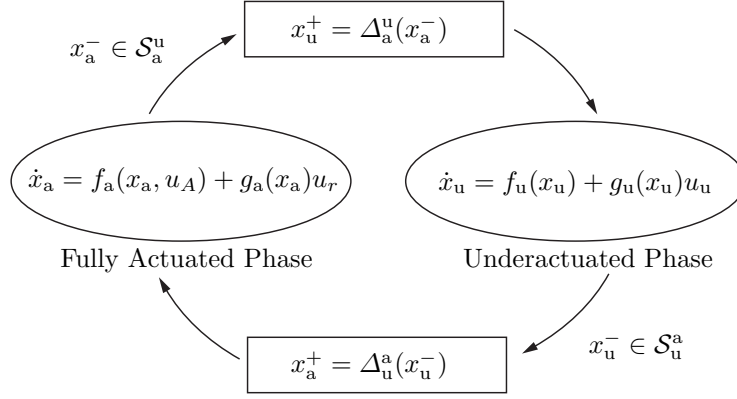 x_u^+ = Δ_a^u(x_a^-)
x_a^- ∈ S_a^u
ẋ_a = f_a(x_a, u_A) + g_a(x_a)u_r
ẋ_u = f_u(x_u) + g_u(x_u)u_u
Fully Actuated Phase
Underactuated Phase
x_u^- ∈ S_u^a
x_a^+ = Δ_u^a(x_u^-)